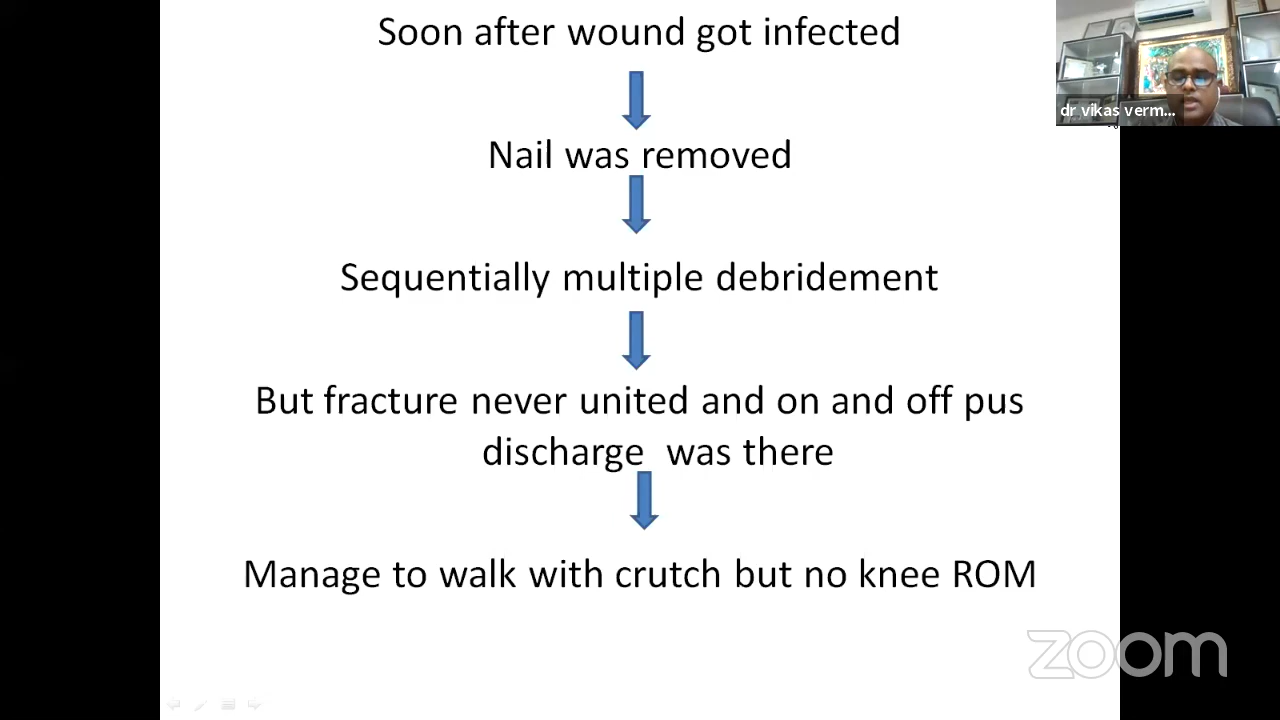 Soon after wound got infected
dr vikas verm...
Nail was removed
Sequentially multiple debridement
But fracture never united and on and off pus
discharge was there
Manage to walk with crutch but no knee ROM
zoom